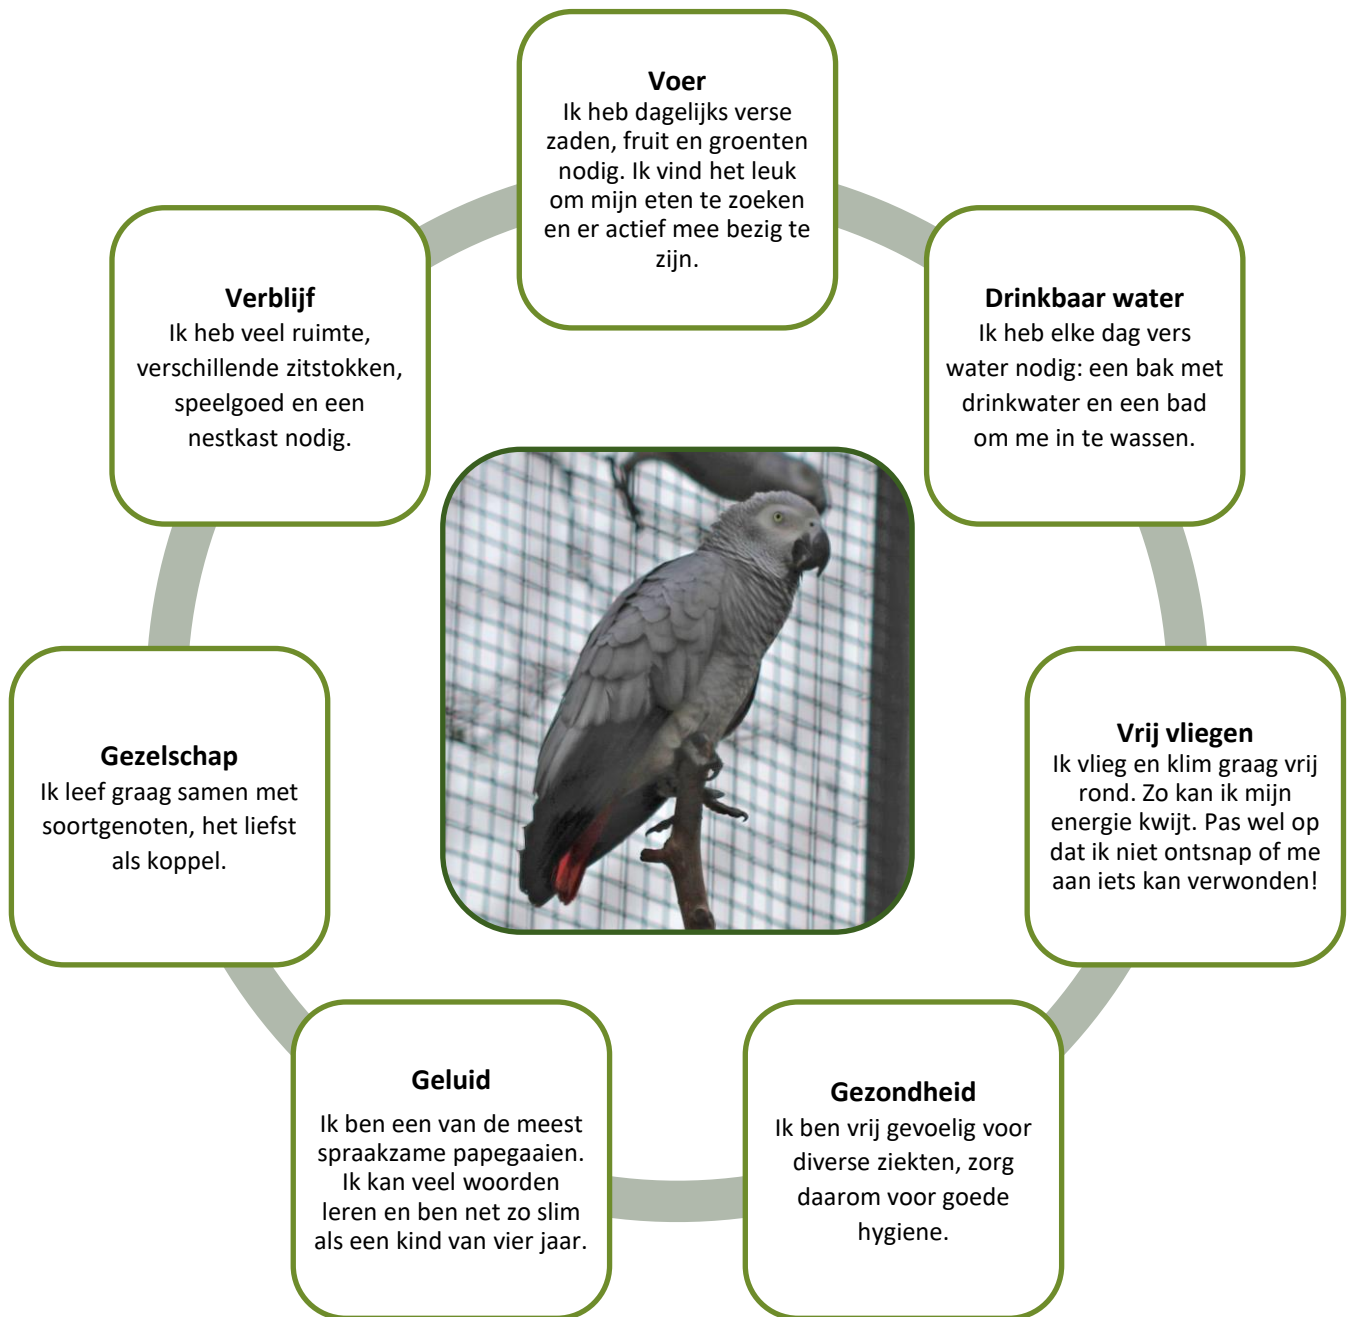 Voer
Ik heb dagelijks verse
zaden, fruit en groenten
nodig. Ik vind het leuk
om mijn eten te zoeken
en er actief mee bezig te
zijn.
Drinkbaar water
Ik heb elke dag vers
water nodig: een bak met
drinkwater en een bad
om me in te wassen.
Vrij vliegen
Ik vlieg en klim graag vrij
rond. Zo kan ik mijn
energie kwijt. Pas wel op
dat ik niet ontsnap of me
aan iets kan verwonden!
Gezondheid
Ik ben vrij gevoelig voor
diverse ziekten, zorg
daarom voor goede
hygiene.
Geluid
Ik ben een van de meest
spraakzame papegaaien.
Ik kan veel woorden
leren en ben net zo slim
als een kind van vier jaar.
Gezelschap
Ik leef graag samen met
soortgenoten, het liefst
als koppel.
Verblijf
Ik heb veel ruimte,
verschillende zitstokken,
speelgoed en een
nestkast nodig.